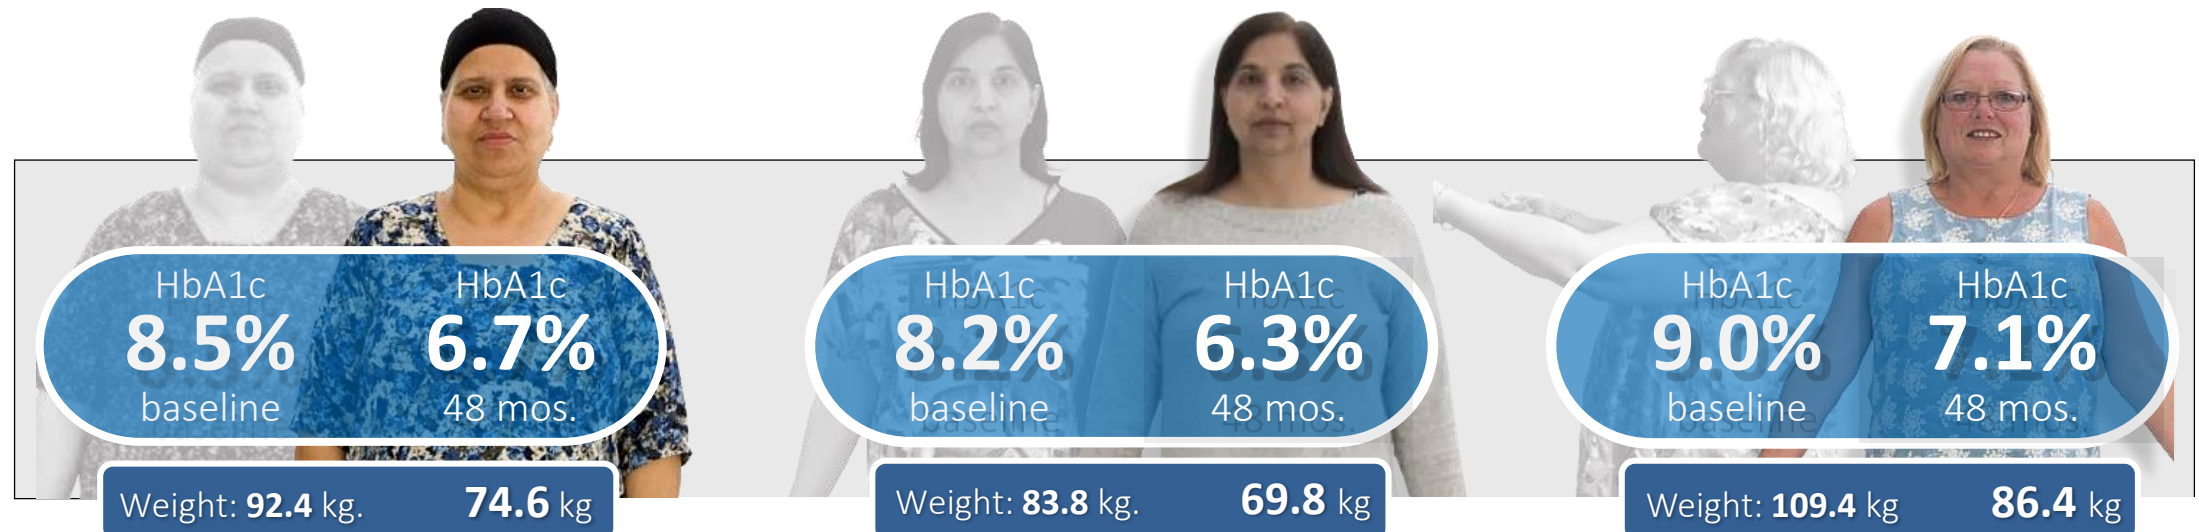 HbA1c HbA1c
8.5% 6.7%
baseline 48 mos.
Weight: 92.4 kg. 74.6 kg
HbA1c HbA1c
8.2% 6.3%
baseline 48 mos.
Weight: 83.8 kg. 69.8 kg
HbA1c HbA1c
9.0% 7.1%
baseline 48 mos.
Weight: 109.4 kg 86.4 kg